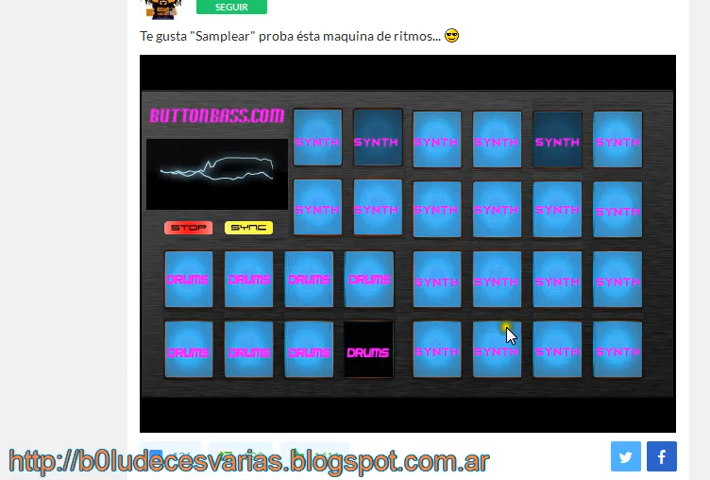 SEGUIR
Te gusta "Samplear" proba ésta maquina de ritmos...
BUTTONBASS.COM
SYNTH SYNTH SYNTH SYNTH SYNTH SYNTH
SYNTH SYNTH SYNTH SYNTH SYNTH SYNTH
STOP SYNC
DRUMS DRUMS DRUMS DRUMS SYNTH SYNTH SYNTH SYNTH
DRUMS DRUMS DRUMS DRUMS SYNTH SYNTH SYNTH SYNTH
http://b0ludecesvarias.blogspot.com.ar